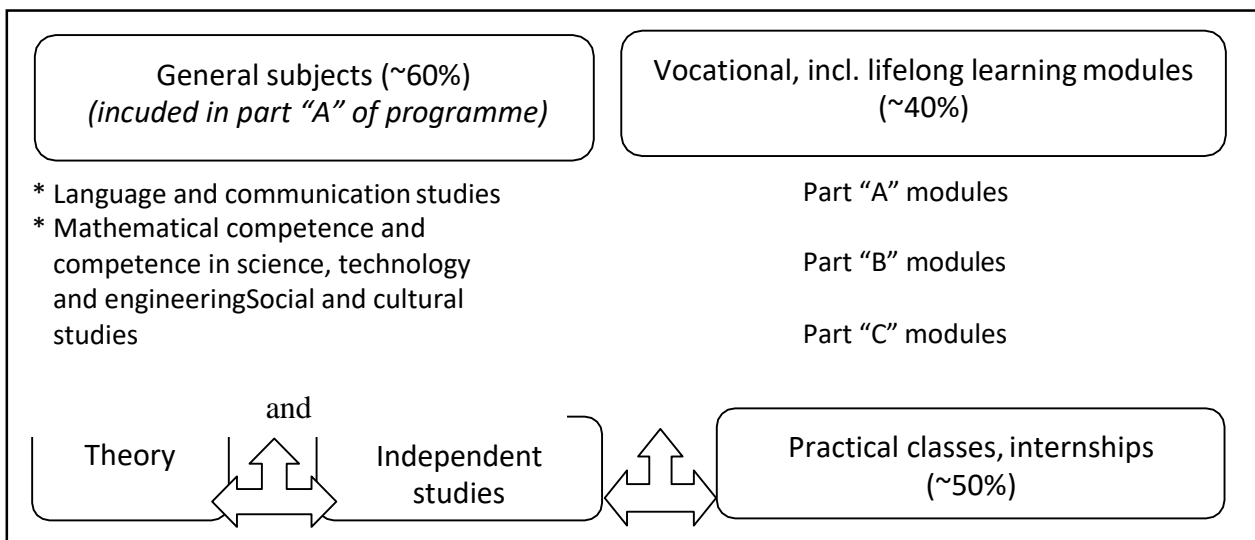 General subjects (~60%)
(incuded in part “A” of programme)
Vocational, incl. lifelong learning modules
(~40%)
* Language and communication studies
* Mathematical competence and
competence in science, technology
and engineeringSocial and cultural
studies
Part “A” modules
Part “B” modules
Part “C” modules
and
Theory
Independent
studies
Practical classes, internships
(~50%)